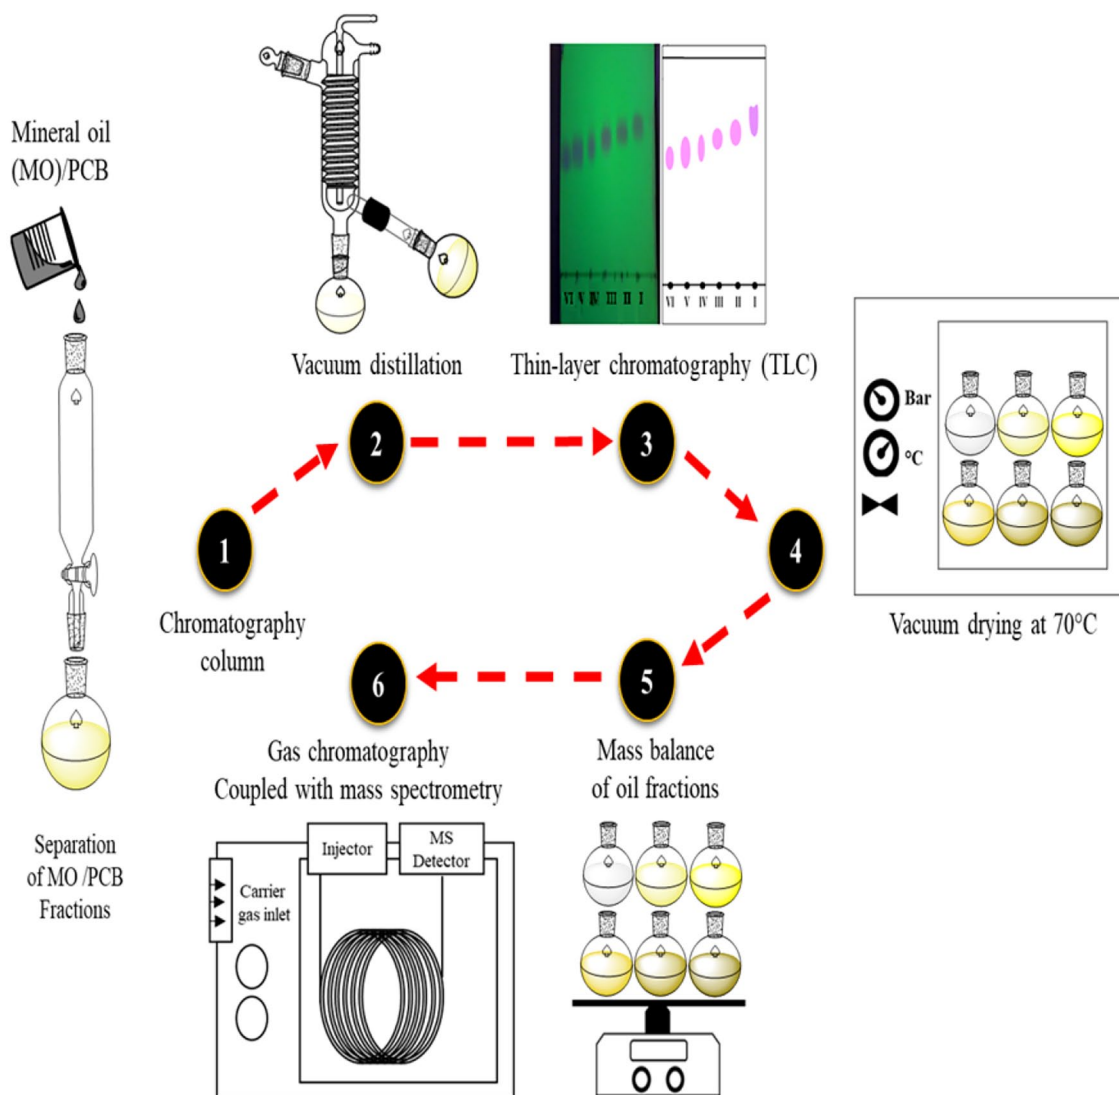 Mineral oil
(MO)/PCB
Separation
of MO /PCB
Fractions
1
Chromatography
column
Vacuum distillation
2
VI V IV III II I
VI V IV III II I
Thin-layer chromatography (TLC)
3
4
Bar
°C
Vacuum drying at 70°C
5
Mass balance
of oil fractions
6
Gas chromatography
Coupled with mass spectrometry
Injector
MS
Detector
Carrier
gas inlet